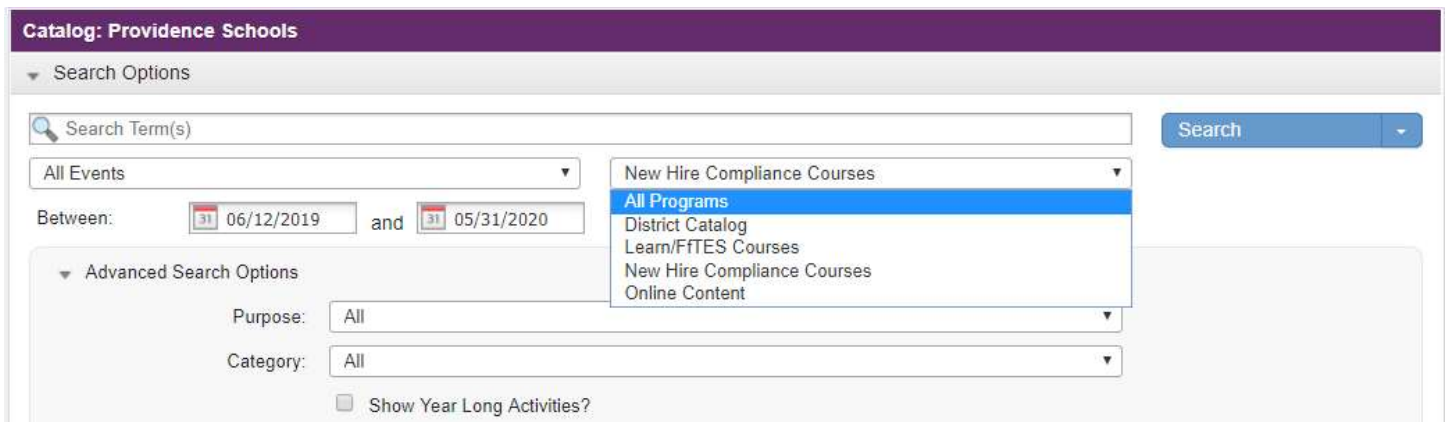 Catalog: Providence Schools
Search Options
Search Term(s)
Search
All Events
New Hire Compliance Courses
All Programs
District Catalog
Learn/FfTES Courses
New Hire Compliance Courses
Online Content
Between: 31 06/12/2019 and 31 05/31/2020
Advanced Search Options
Purpose: All
Category: All
Show Year Long Activities?